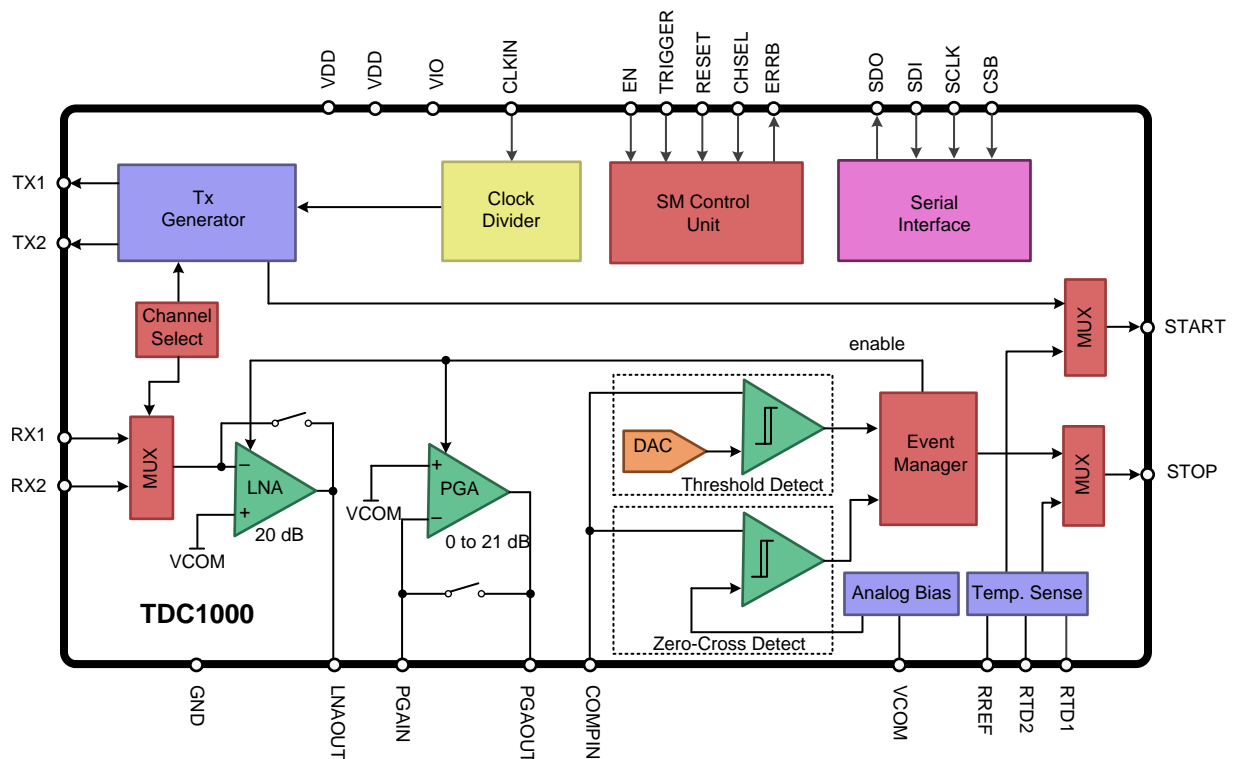 VDD
VDD
VIO
CLKIN
EN
TRIGGER
RESET
CHSEL
ERRB
SDO
SDI
SCLK
CSB
TX1
TX2
Tx
Generator
Clock
Divider
SM Control
Unit
Serial
Interface
Channel
Select
MUX
START
enable
RX1
RX2
MUX
LNA
20 dB
VCOM
PGA
VCOM
0 to 21 dB
DAC
Threshold Detect
Event
Manager
MUX
STOP
Zero-Cross Detect
Analog Bias
Temp. Sense
TDC1000
GND
LNAOUT
PGAIN
PGAOUT
COMPIN
VCOM
RREF
RTD2
RTD1